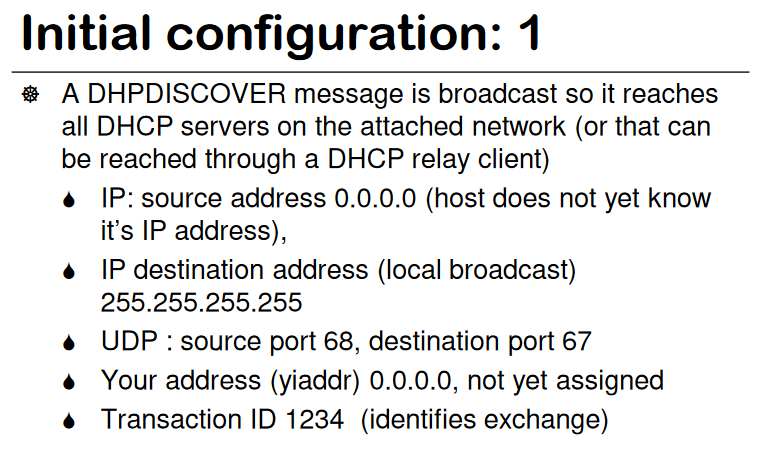 Initial configuration: 1
A DHPDISCOVER message is broadcast so it reaches
all DHCP servers on the attached network (or that can
be reached through a DHCP relay client)
IP: source address 0.0.0.0 (host does not yet know
it's IP address),
IP destination address (local broadcast)
255.255.255.255
UDP : source port 68, destination port 67
Your address (yiaddr) 0.0.0.0, not yet assigned
Transaction ID 1234  (identifies exchange)